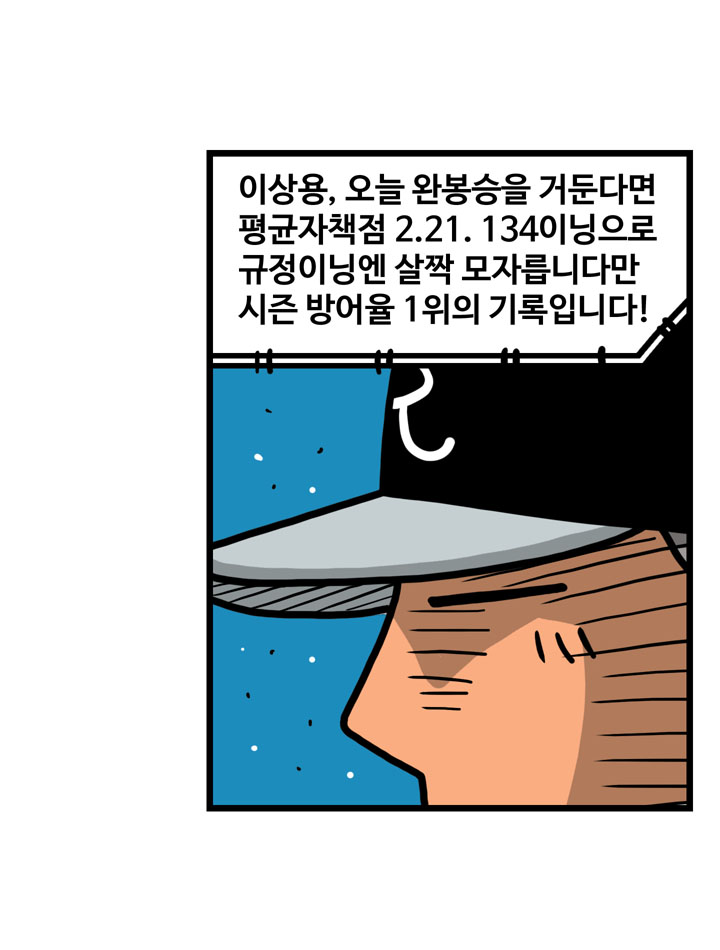 이상용, 오늘 완봉승을 거둔다면
평균자책점 2.21. 134이닝으로
규정이닝엔 살짝 모자릅니다만
시즌 방어율 1위의 기록입니다!